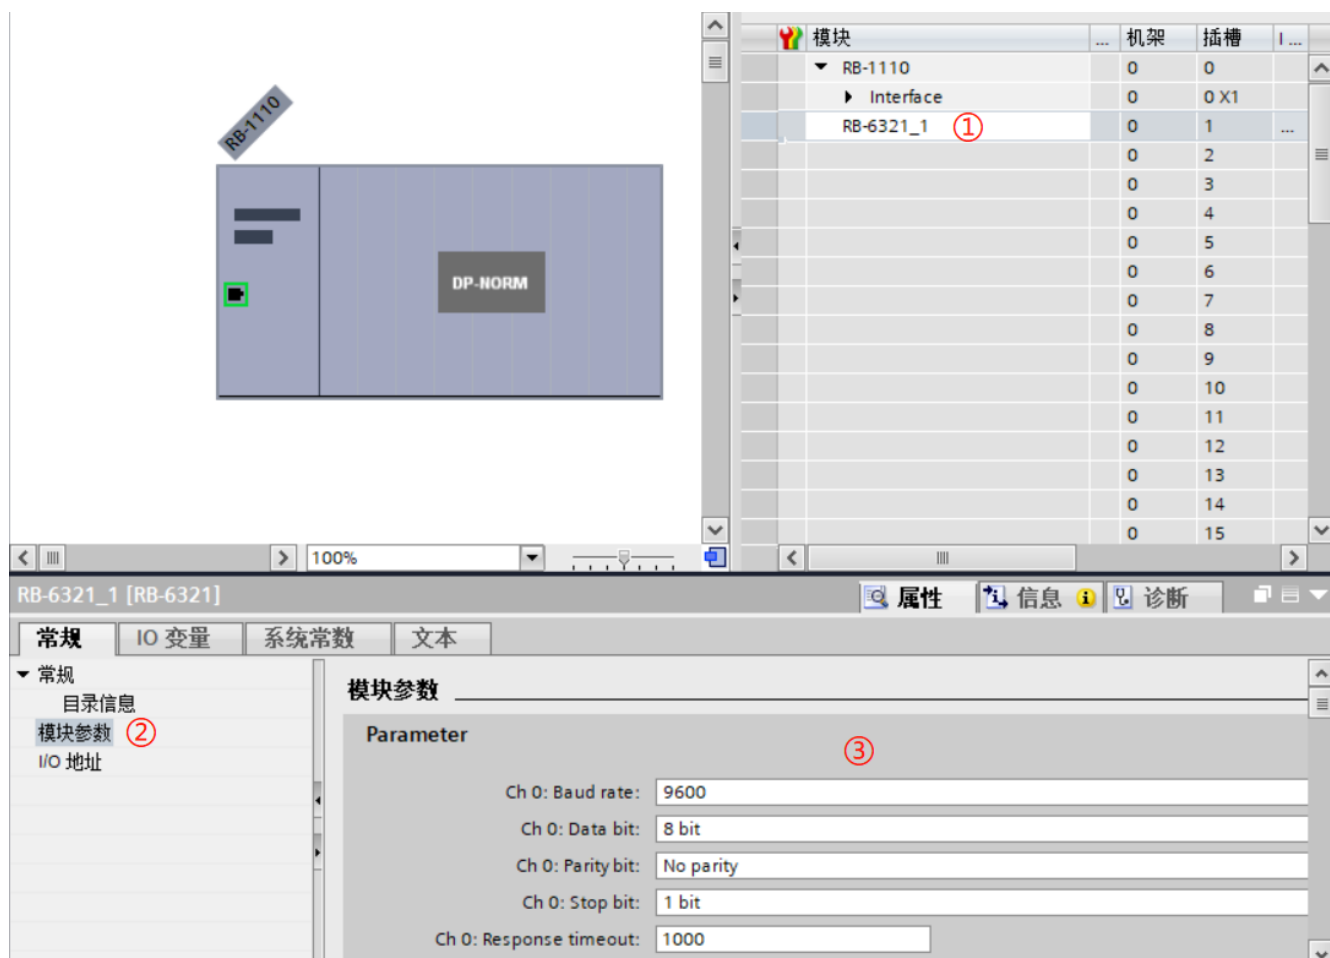 模块 ... 机架 插槽 I ...
RB-1110 0 0
Interface 0 0 X1
RB-6321_1 ① 0 1 ...
0 2
0 3
0 4
0 5
0 6
0 7
0 8
0 9
0 10
0 11
0 12
0 13
0 14
0 15
RB-1110
DP-NORM
100%
RB-6321_1 [RB-6321] 属性 信息 诊断
常规 IO 变量 系统常数 文本
常规
目录信息
模块参数 ②
I/O 地址
模块参数
Parameter
③
Ch 0: Baud rate: 9600
Ch 0: Data bit: 8 bit
Ch 0: Parity bit: No parity
Ch 0: Stop bit: 1 bit
Ch 0: Response timeout: 1000